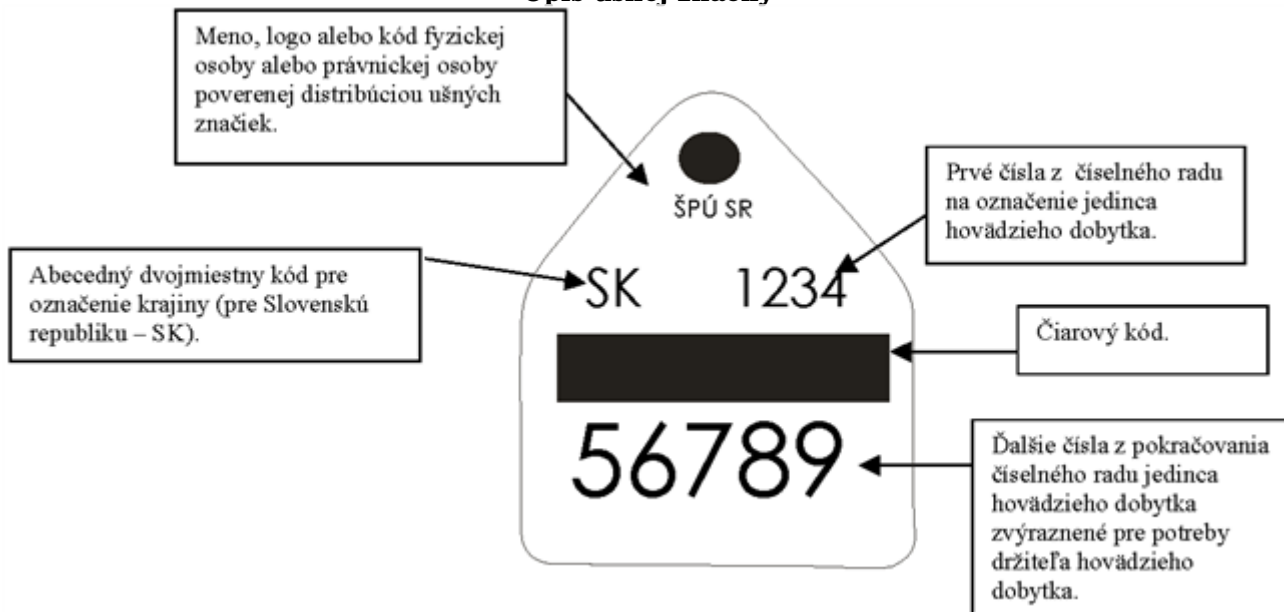 Meno, logo alebo kód fyzickej
osoby alebo právnickej osoby
poverenej distribúciou ušných
značiek.
ŠPÚ SR
Prvé čísla z číselného radu
na označenie jedinca
hovädzieho dobytka.
Abecedný dvojmiestny kód pre
označenie krajiny (pre Slovenskú
republiku – SK).
SK 1234
Čiarový kód.
56789
Ďalšie čísla z pokračovania
číselného radu jedinca
hovädzieho dobytka
zvýraznené pre potreby
držiteľa hovädzieho
dobytka.